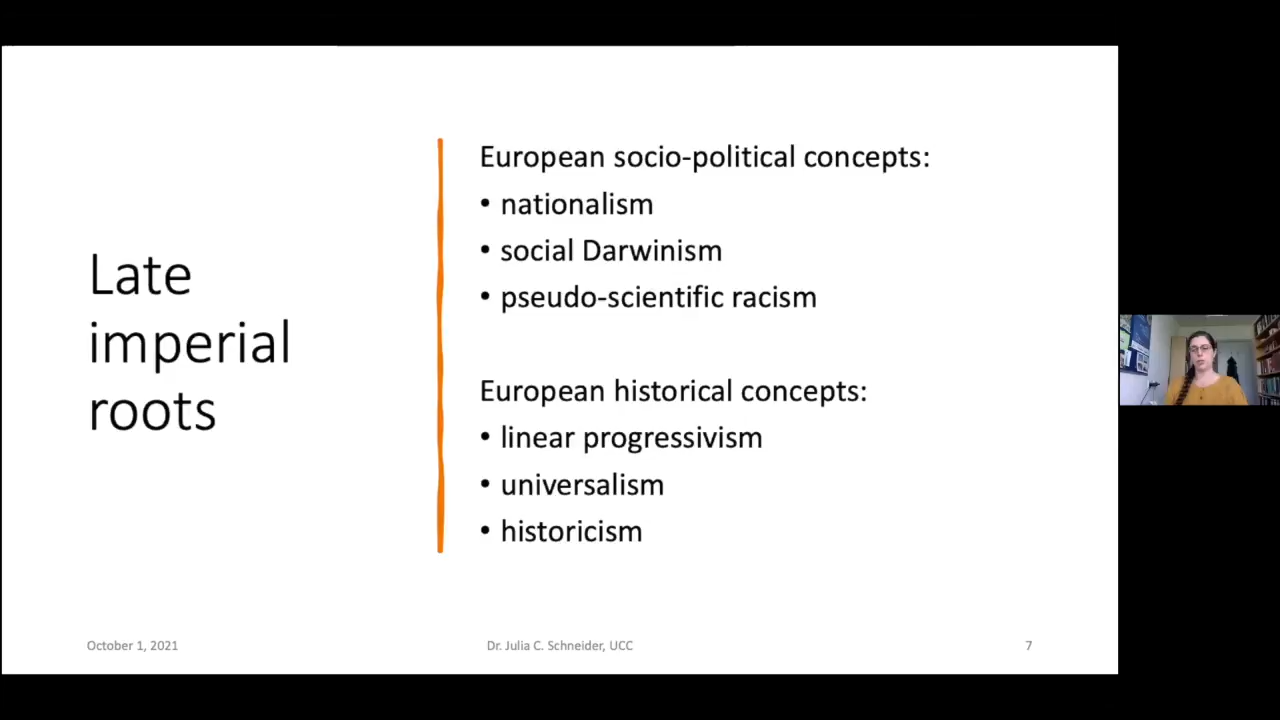 Late
imperial
roots
European socio-political concepts:
• nationalism
• social Darwinism
• pseudo-scientific racism
European historical concepts:
• linear progressivism
• universalism
• historicism
October 1, 2021
Dr. Julia C. Schneider, UCC
7